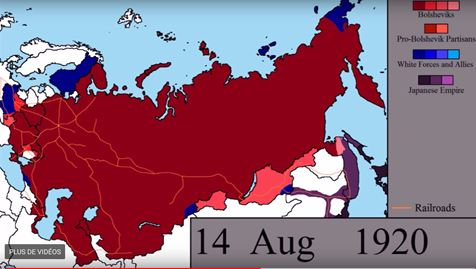 Bolsheviks
Pro-Bolshevik Partisans
White Forces and Allies
Japanese Empire
Railroads
14 Aug 1920
PLUS DE VIDÉOS